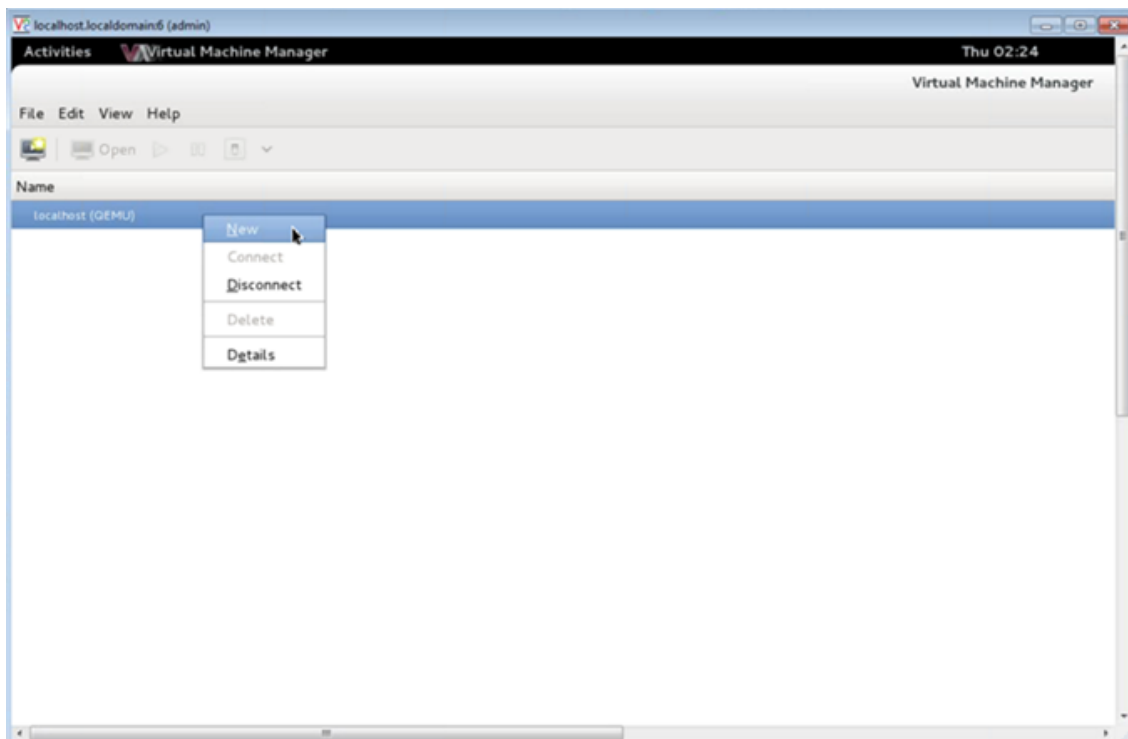 localhost.localdomain:6 (admin)
Activities Virtual Machine Manager Thu 02:24
Virtual Machine Manager
File Edit View Help
Open
Name
localhost (QEMU)
New
Connect
Disconnect
Delete
Details